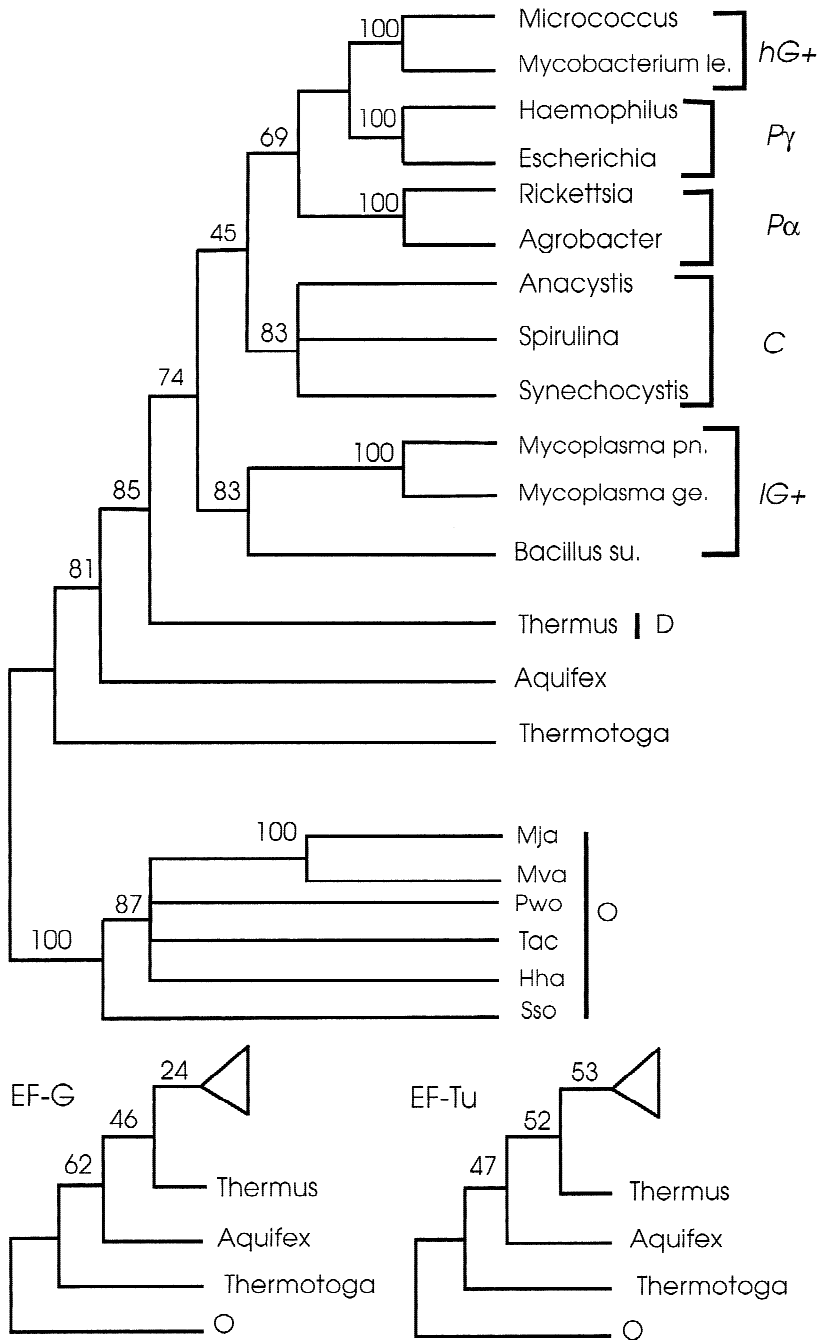 100
Micrococcus
hG+
Mycobacterium le.
Haemophilus
100
Pγ
69
Escherichia
Rickettsia
100
Pα
45
Agrobacter
Anacystis
83
Spirulina
C
74
Synechocystis
Mycoplasma pn.
100
85
83
Mycoplasma ge.
lG+
Bacillus su.
81
Thermus | D
Aquifex
Thermotoga
100
Mja
Mva
87
Pwo
O
100
Tac
Hha
Sso
EF-G
24
46
62
Thermus
Aquifex
Thermotoga
O
EF-Tu
53
52
47
Thermus
Aquifex
Thermotoga
O